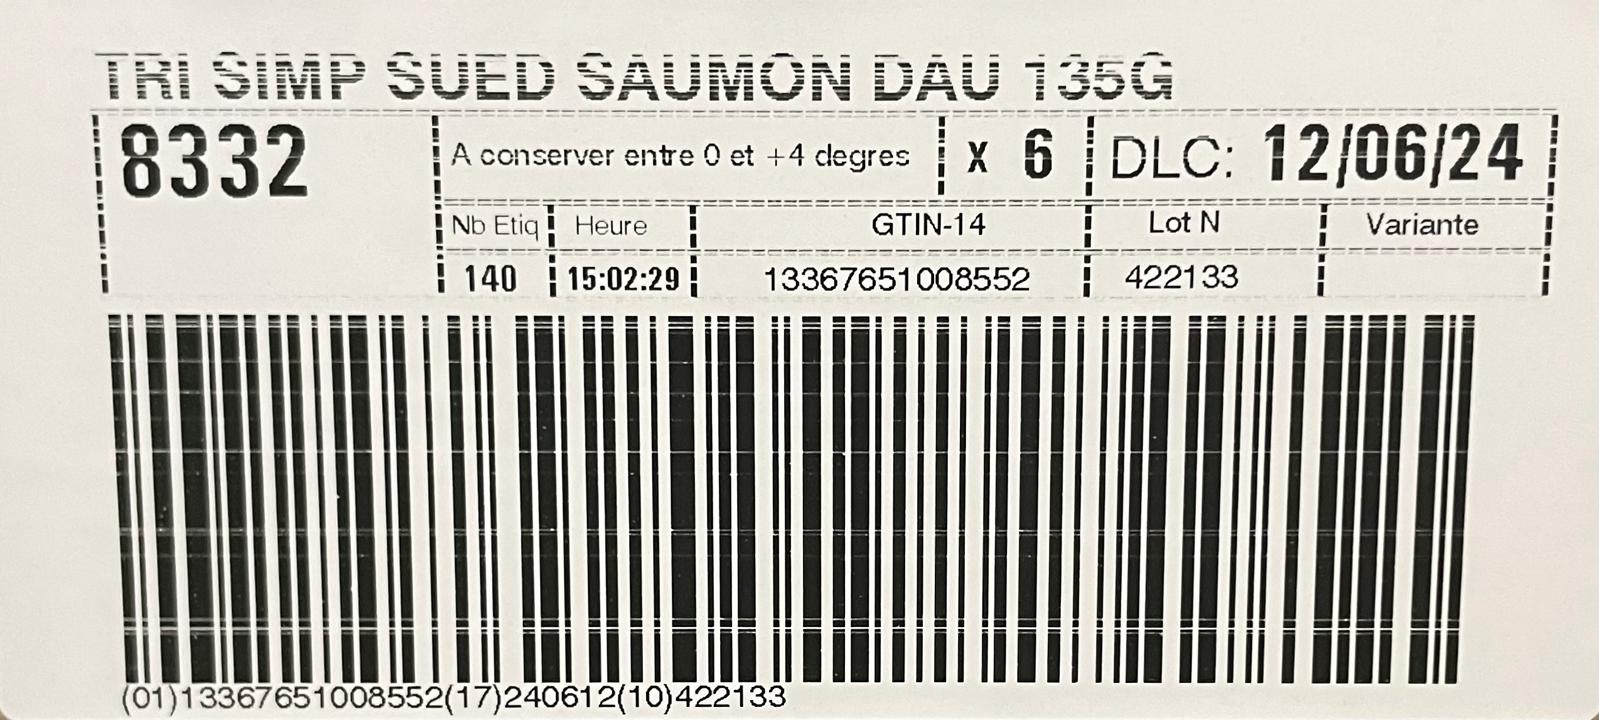 TRI SIMP SUED SAUMON DAU 135G
8332 A conserver entre 0 et +4 degres x 6 DLC: 12/06/24
Nb Etiq Heure GTIN-14 Lot N Variante
140 15:02:29 13367651008552 422133
(01)13367651008552(17)240612(10)422133